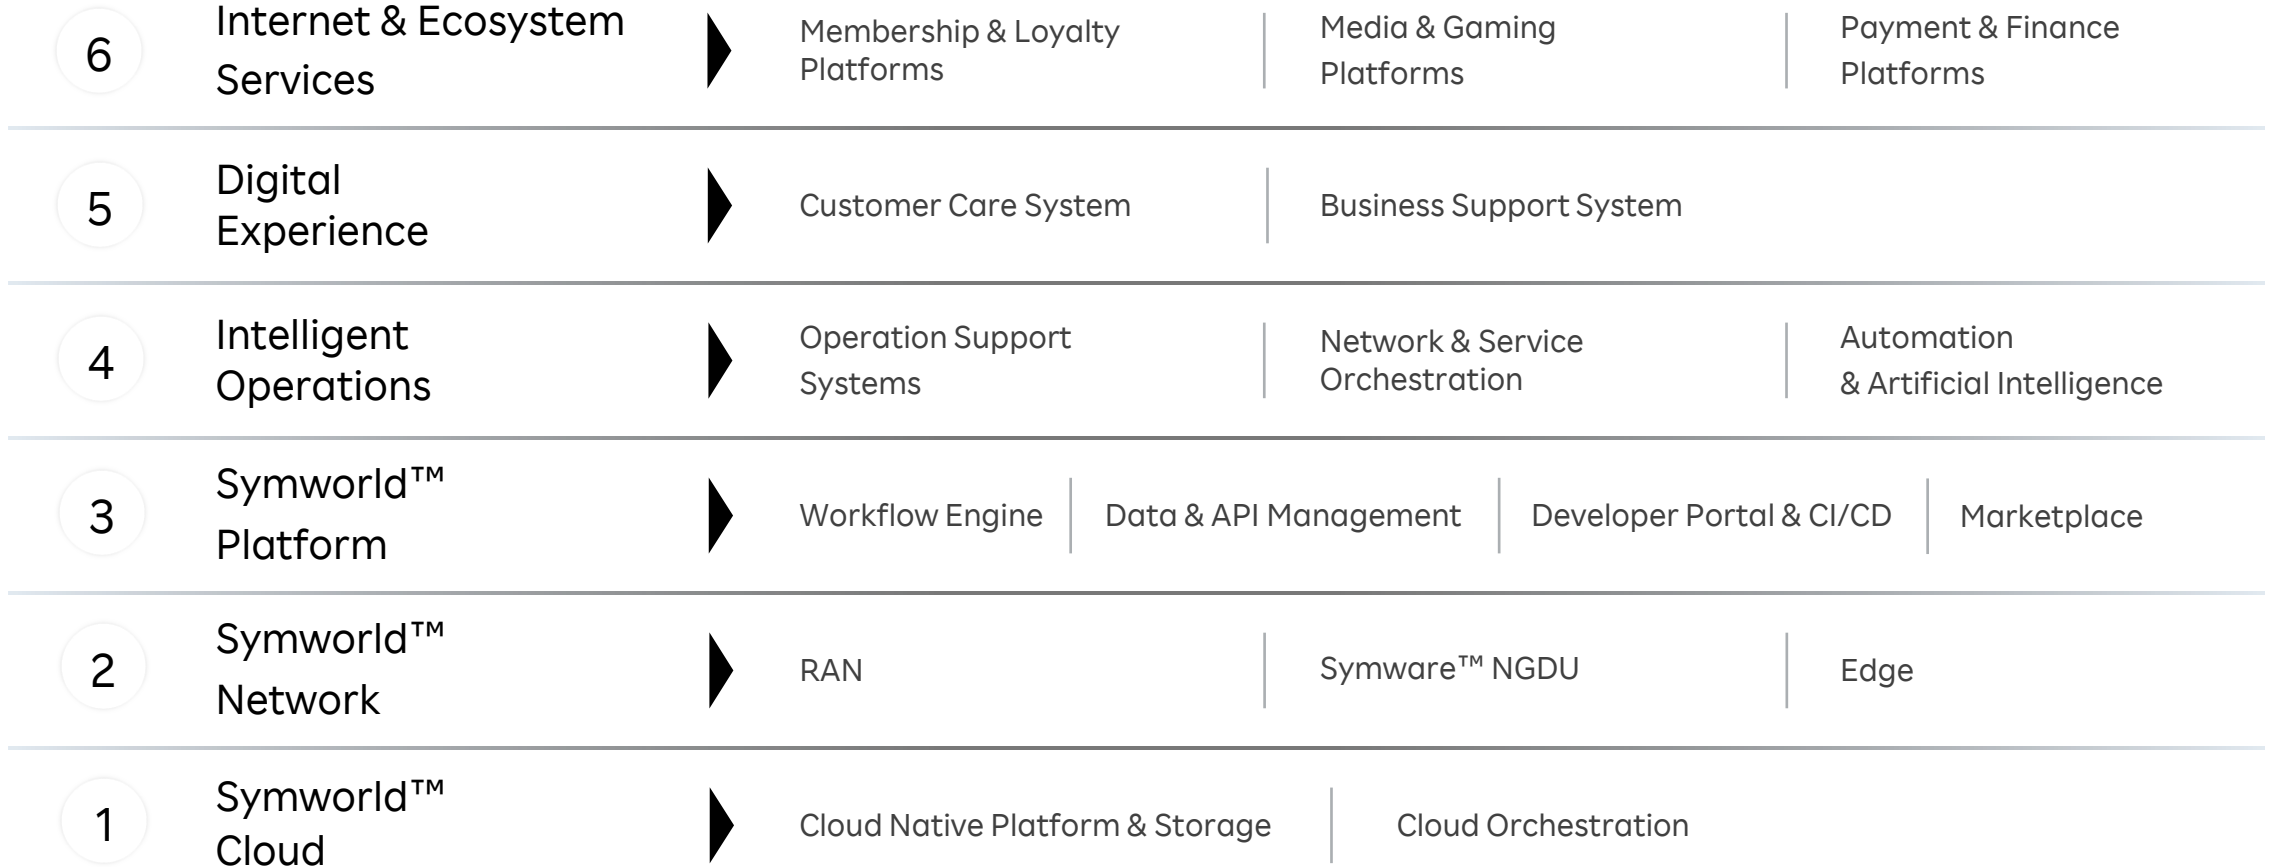 6
Internet & Ecosystem
Services
Membership & Loyalty
Platforms
Media & Gaming
Platforms
Payment & Finance
Platforms
5
Digital
Experience
Customer Care System
Business Support System
4
Intelligent
Operations
Operation Support
Systems
Network & Service
Orchestration
Automation
& Artificial Intelligence
3
Symworld™
Platform
Workflow Engine
Data & API Management
Developer Portal & CI/CD
Marketplace
2
Symworld™
Network
RAN
Symware™ NGDU
Edge
1
Symworld™
Cloud
Cloud Native Platform & Storage
Cloud Orchestration